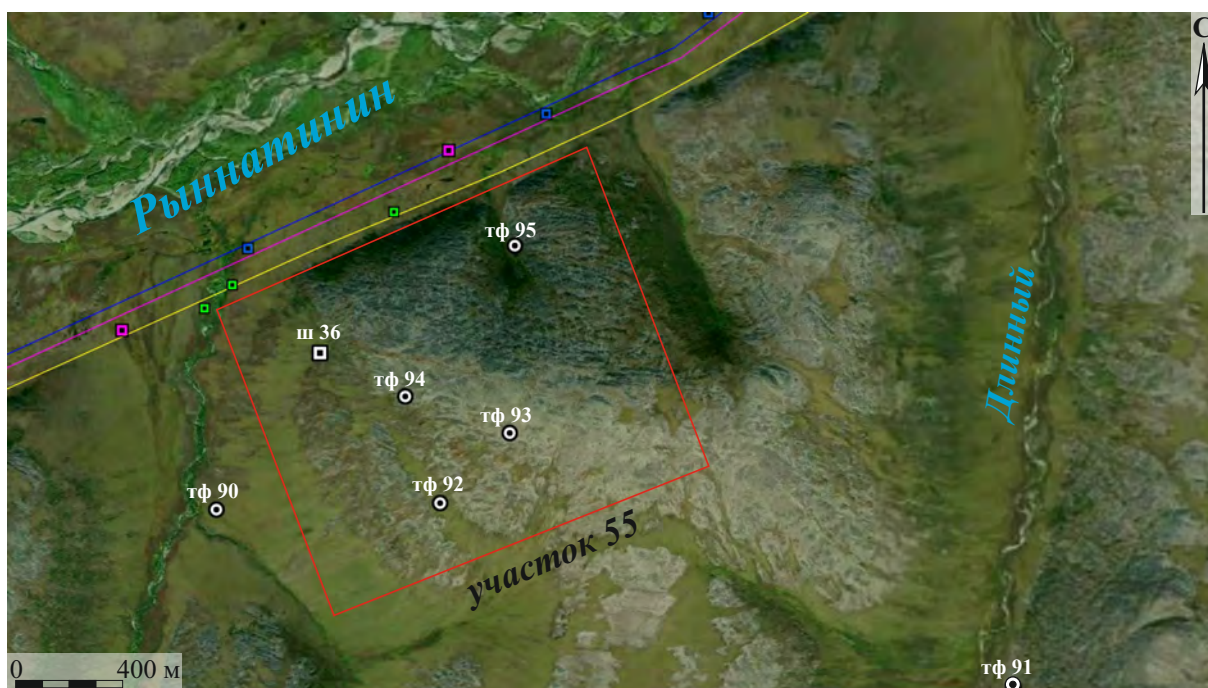 С
Рыннатинин
тф 95
ш 36
Длинный
тф 94
тф 93
тф 90
тф 92
участок 55
0 400 м
тф 91